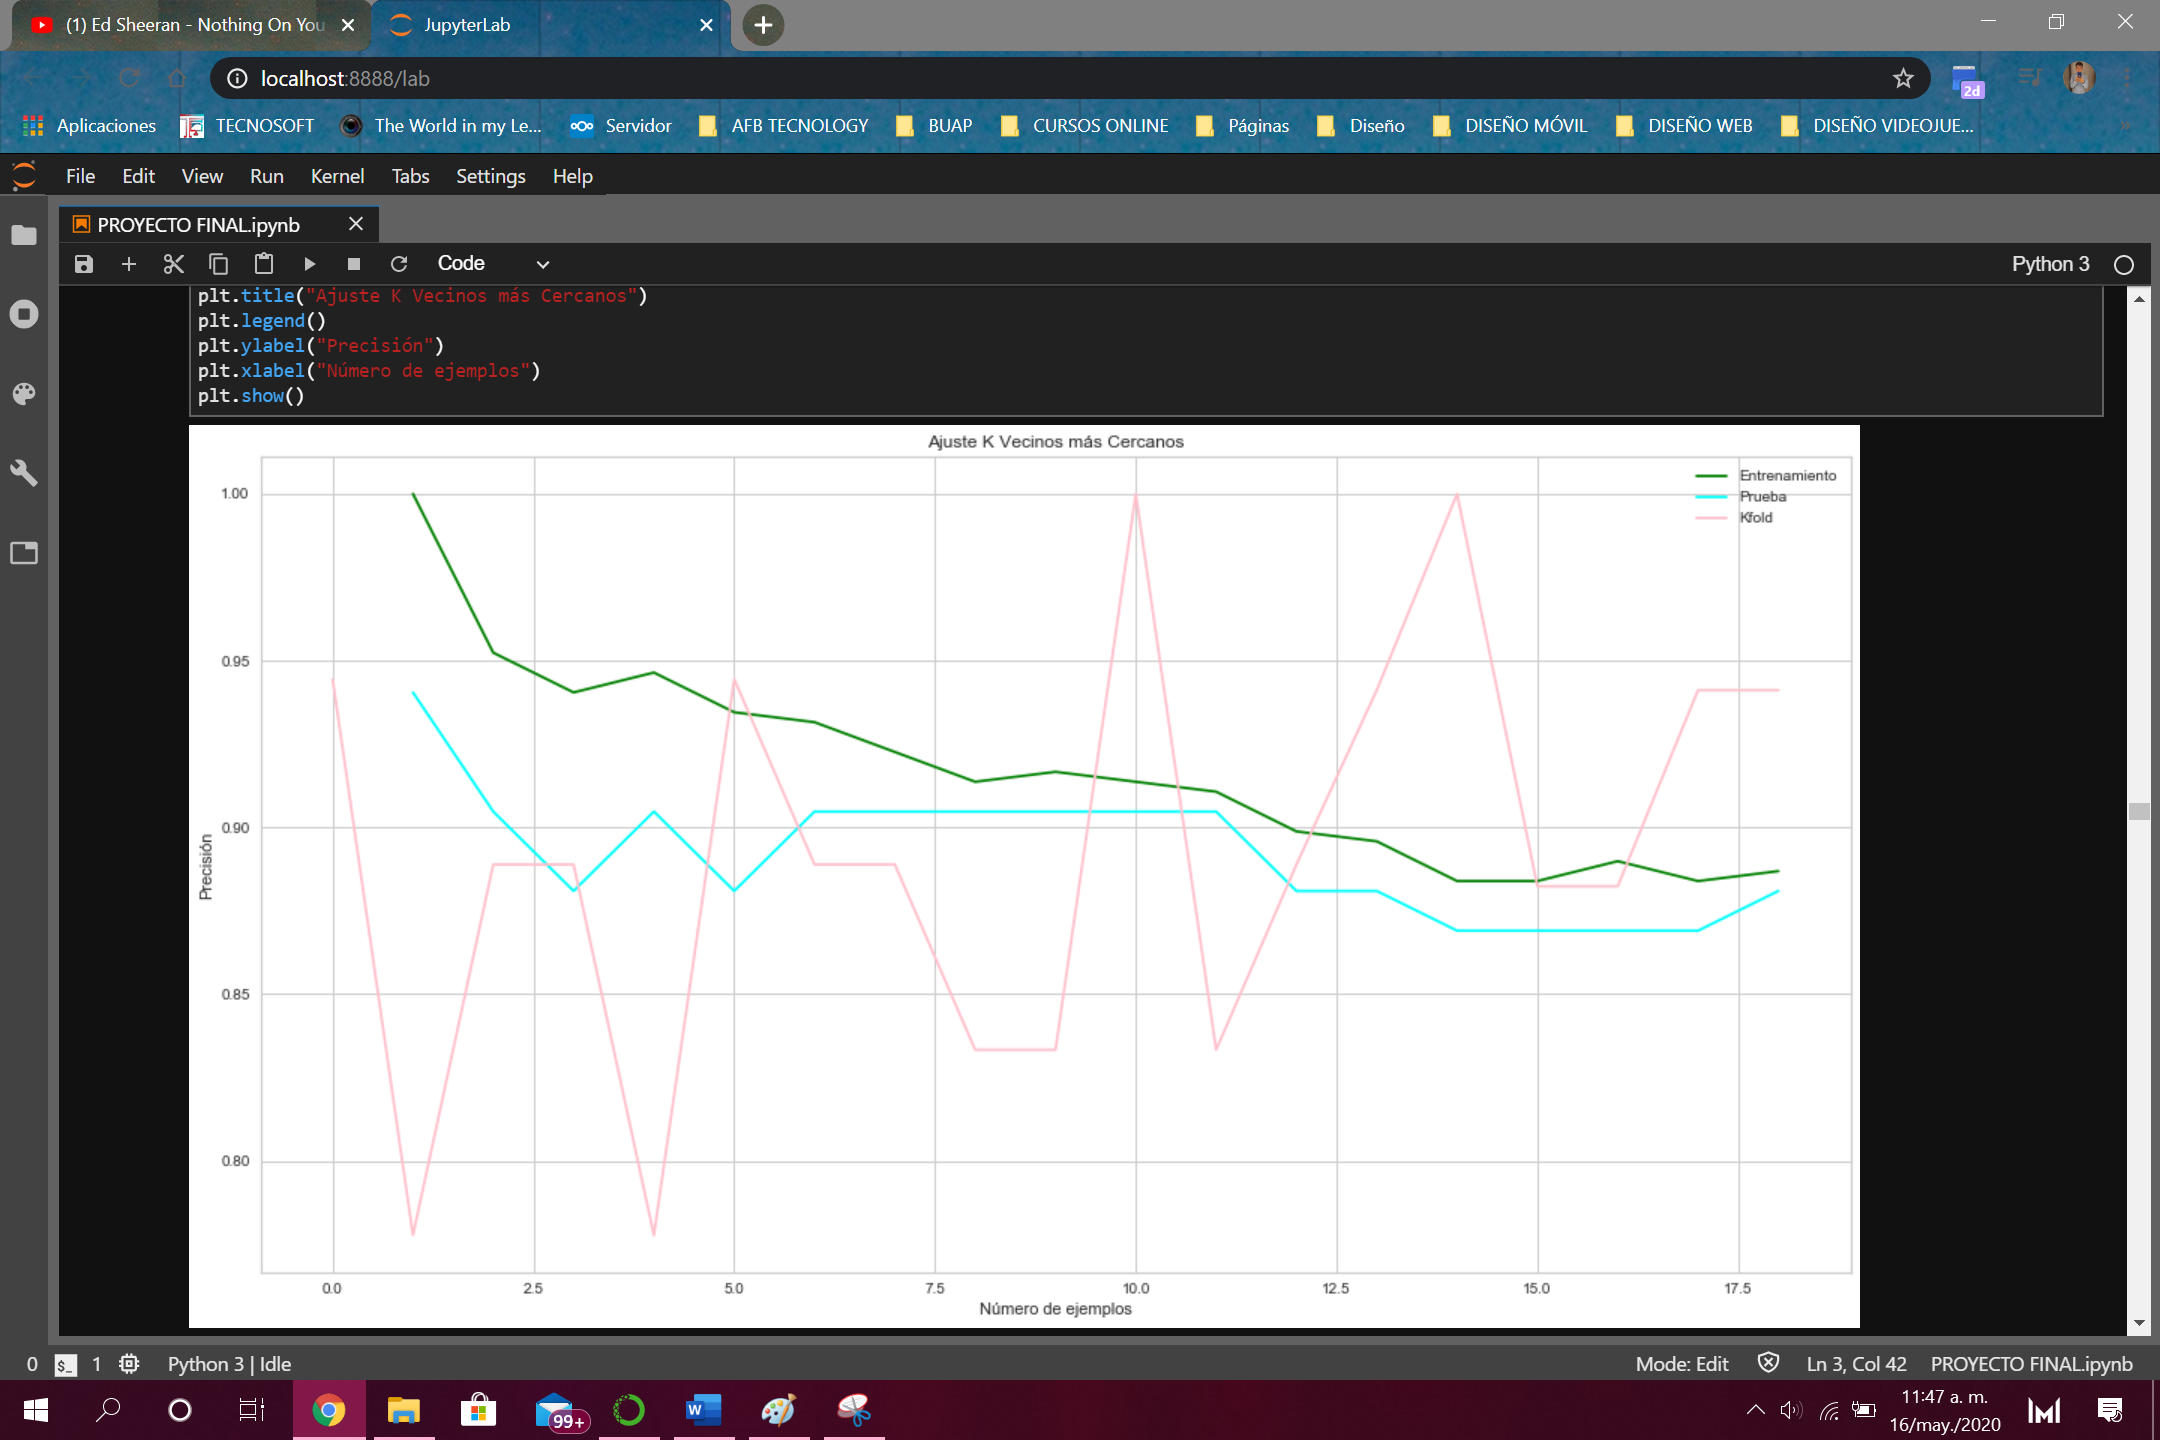 (1) Ed Sheeran - Nothing On You
JupyterLab
localhost:8888/lab
2d
Aplicaciones
TECNOSOFT
The World in my Le...
Servidor
AFB TECNOLOGY
BUAP
CURSOS ONLINE
Páginas
Diseño
DISEÑO MÓVIL
DISEÑO WEB
DISEÑO VIDEOJUE...
File Edit View Run Kernel Tabs Settings Help
PROYECTO FINAL.ipynb
Code
Python 3
plt.title("Ajuste K Vecinos más Cercanos")
plt.legend()
plt.ylabel("Precisión")
plt.xlabel("Número de ejemplos")
plt.show()
Ajuste K Vecinos más Cercanos
Entrenamiento
Prueba
Kfold
1.00
0.95
0.90
0.85
0.80
Precisión
0.0 2.5 5.0 7.5 10.0 12.5 15.0 17.5
Número de ejemplos
0 $_ 1 Python 3 | Idle
Mode: Edit Ln 3, Col 42 PROYECTO FINAL.ipynb
99+
W
11:47 a. m.
16/may./2020